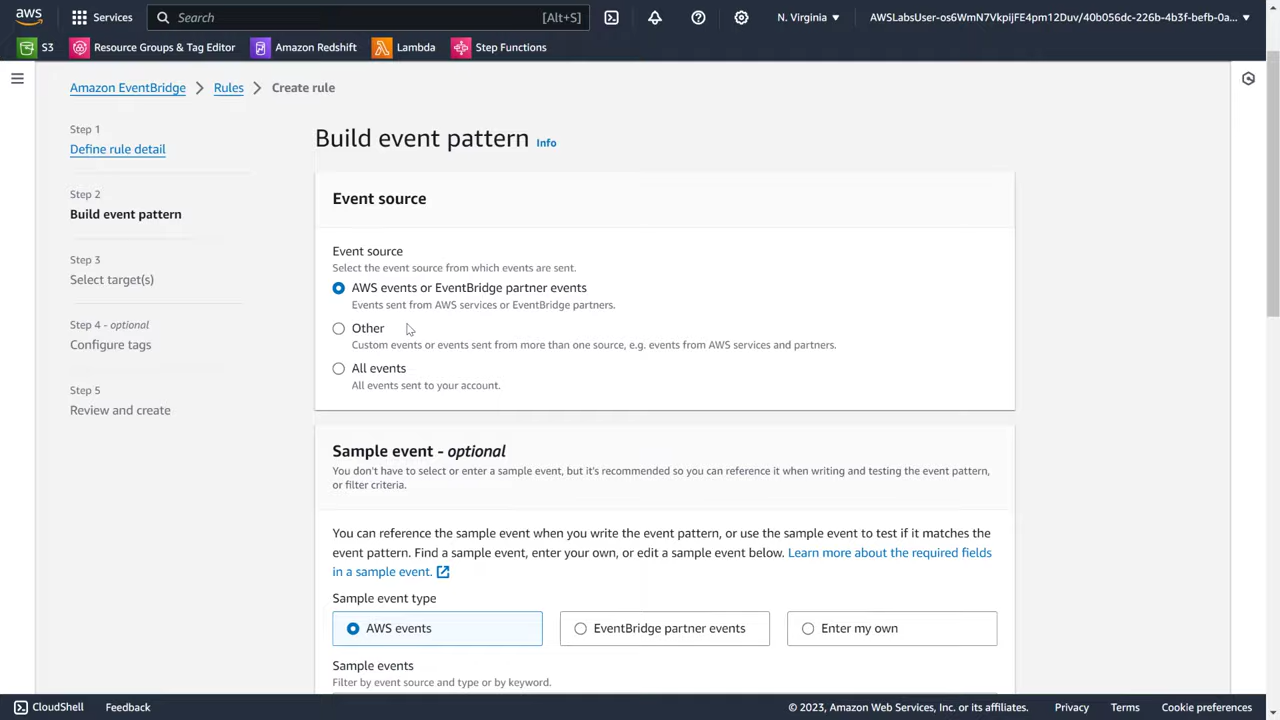 aws
Services
Search
[Alt+S]
N. Virginia
AWSLabsUser-os6WmN7VkpijFE4pm12Duv/40b056dc-226b-4b3f-befb-0a...
S3
Resource Groups & Tag Editor
Amazon Redshift
Lambda
Step Functions
Amazon EventBridge
Rules
Create rule
Step 1
Define rule detail
Step 2
Build event pattern
Step 3
Select target(s)
Step 4 - optional
Configure tags
Step 5
Review and create
Build event pattern Info
Event source
Event source
Select the event source from which events are sent.
AWS events or EventBridge partner events
Events sent from AWS services or EventBridge partners.
Other
Custom events or events sent from more than one source, e.g. events from AWS services and partners.
All events
All events sent to your account.
Sample event - optional
You don't have to select or enter a sample event, but it's recommended so you can reference it when writing and testing the event pattern,
or filter criteria.
You can reference the sample event when you write the event pattern, or use the sample event to test if it matches the
event pattern. Find a sample event, enter your own, or edit a sample event below. Learn more about the required fields
in a sample event.
Sample event type
AWS events
EventBridge partner events
Enter my own
Sample events
Filter by event source and type or by keyword.
CloudShell
Feedback
© 2023, Amazon Web Services, Inc. or its affiliates.
Privacy
Terms
Cookie preferences